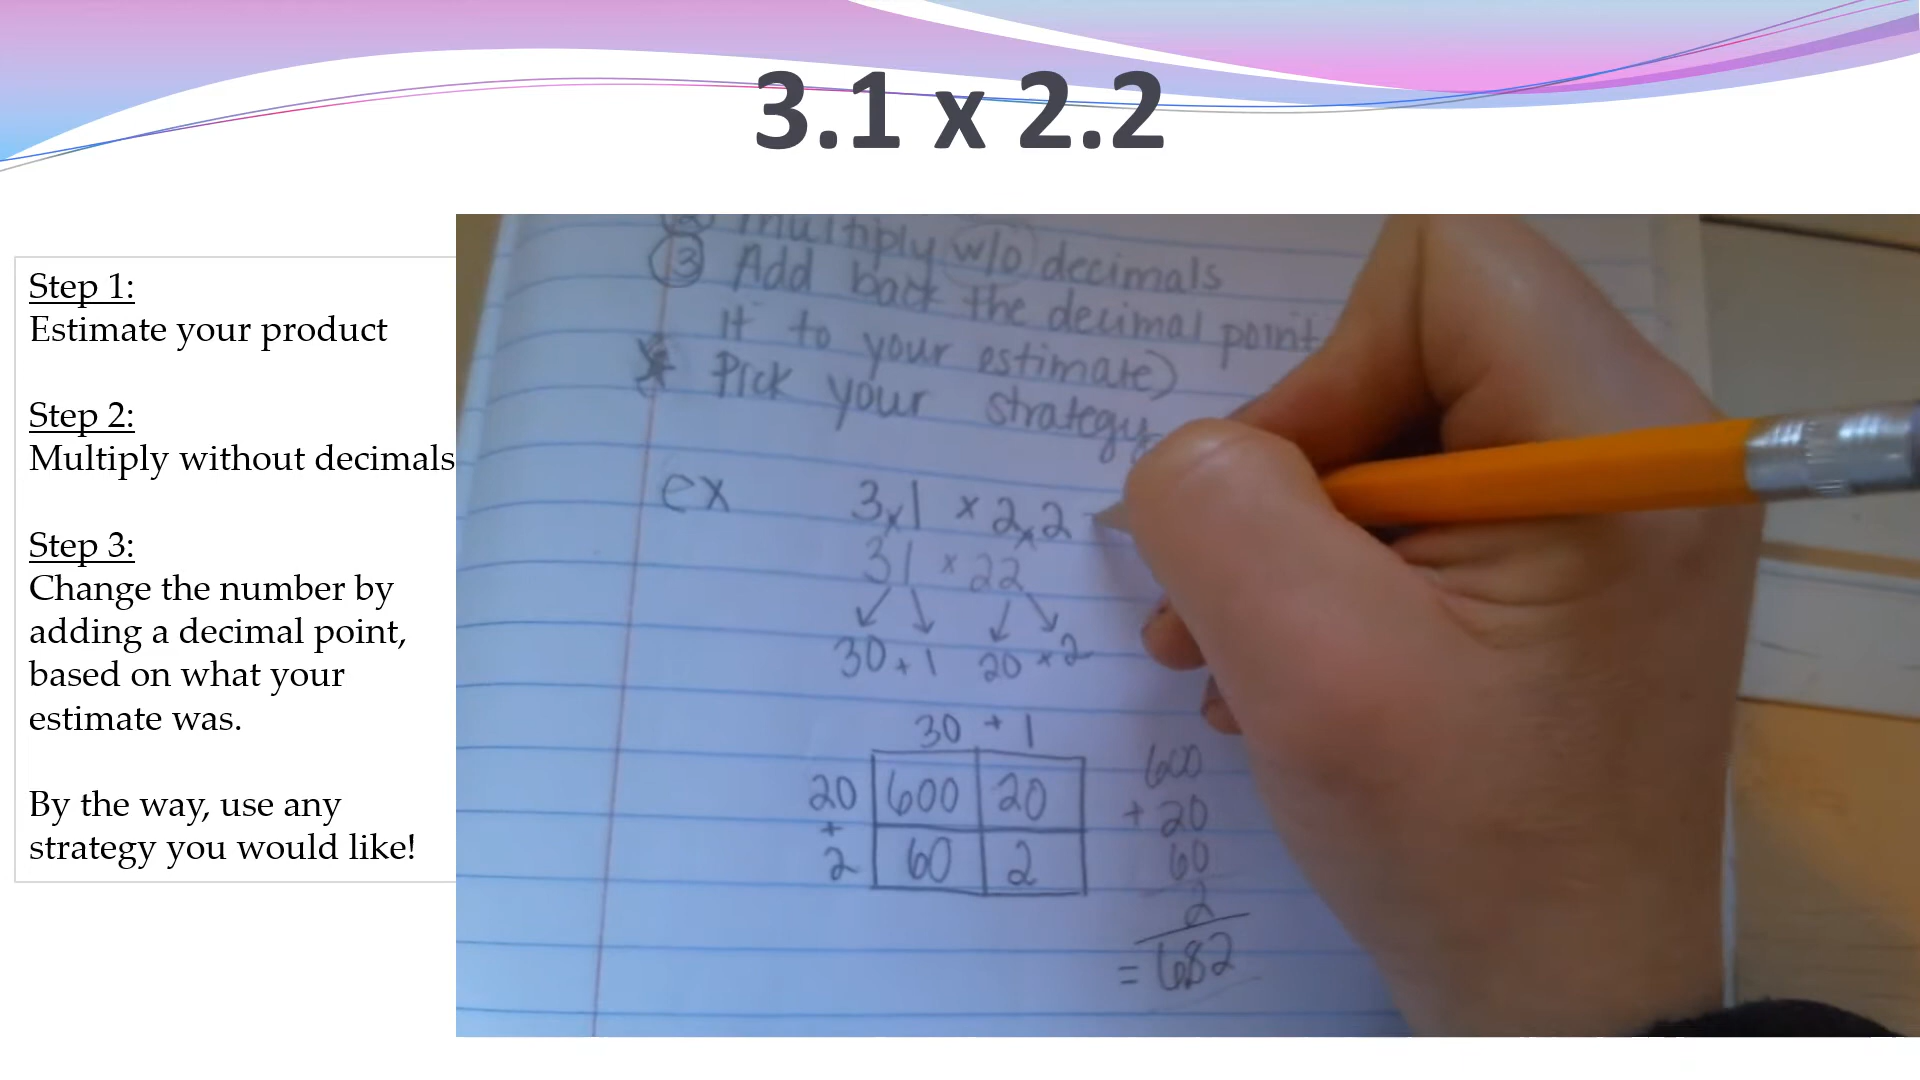 3.1 x 2.2
Step 1:
Estimate your product
Step 2:
Multiply without decimals
Step 3:
Change the number by
adding a decimal point,
based on what your
estimate was.
By the way, use any
strategy you would like!
② Multiply w/o decimals
③ Add back the decimal point
it to your estimate)
* Pick your strategy
ex 3.1 × 2.2
31 × 22
30 + 1 20 × 2
30 + 1
20 600 20
+
2 60 2
600
+ 20
60
2
= 682